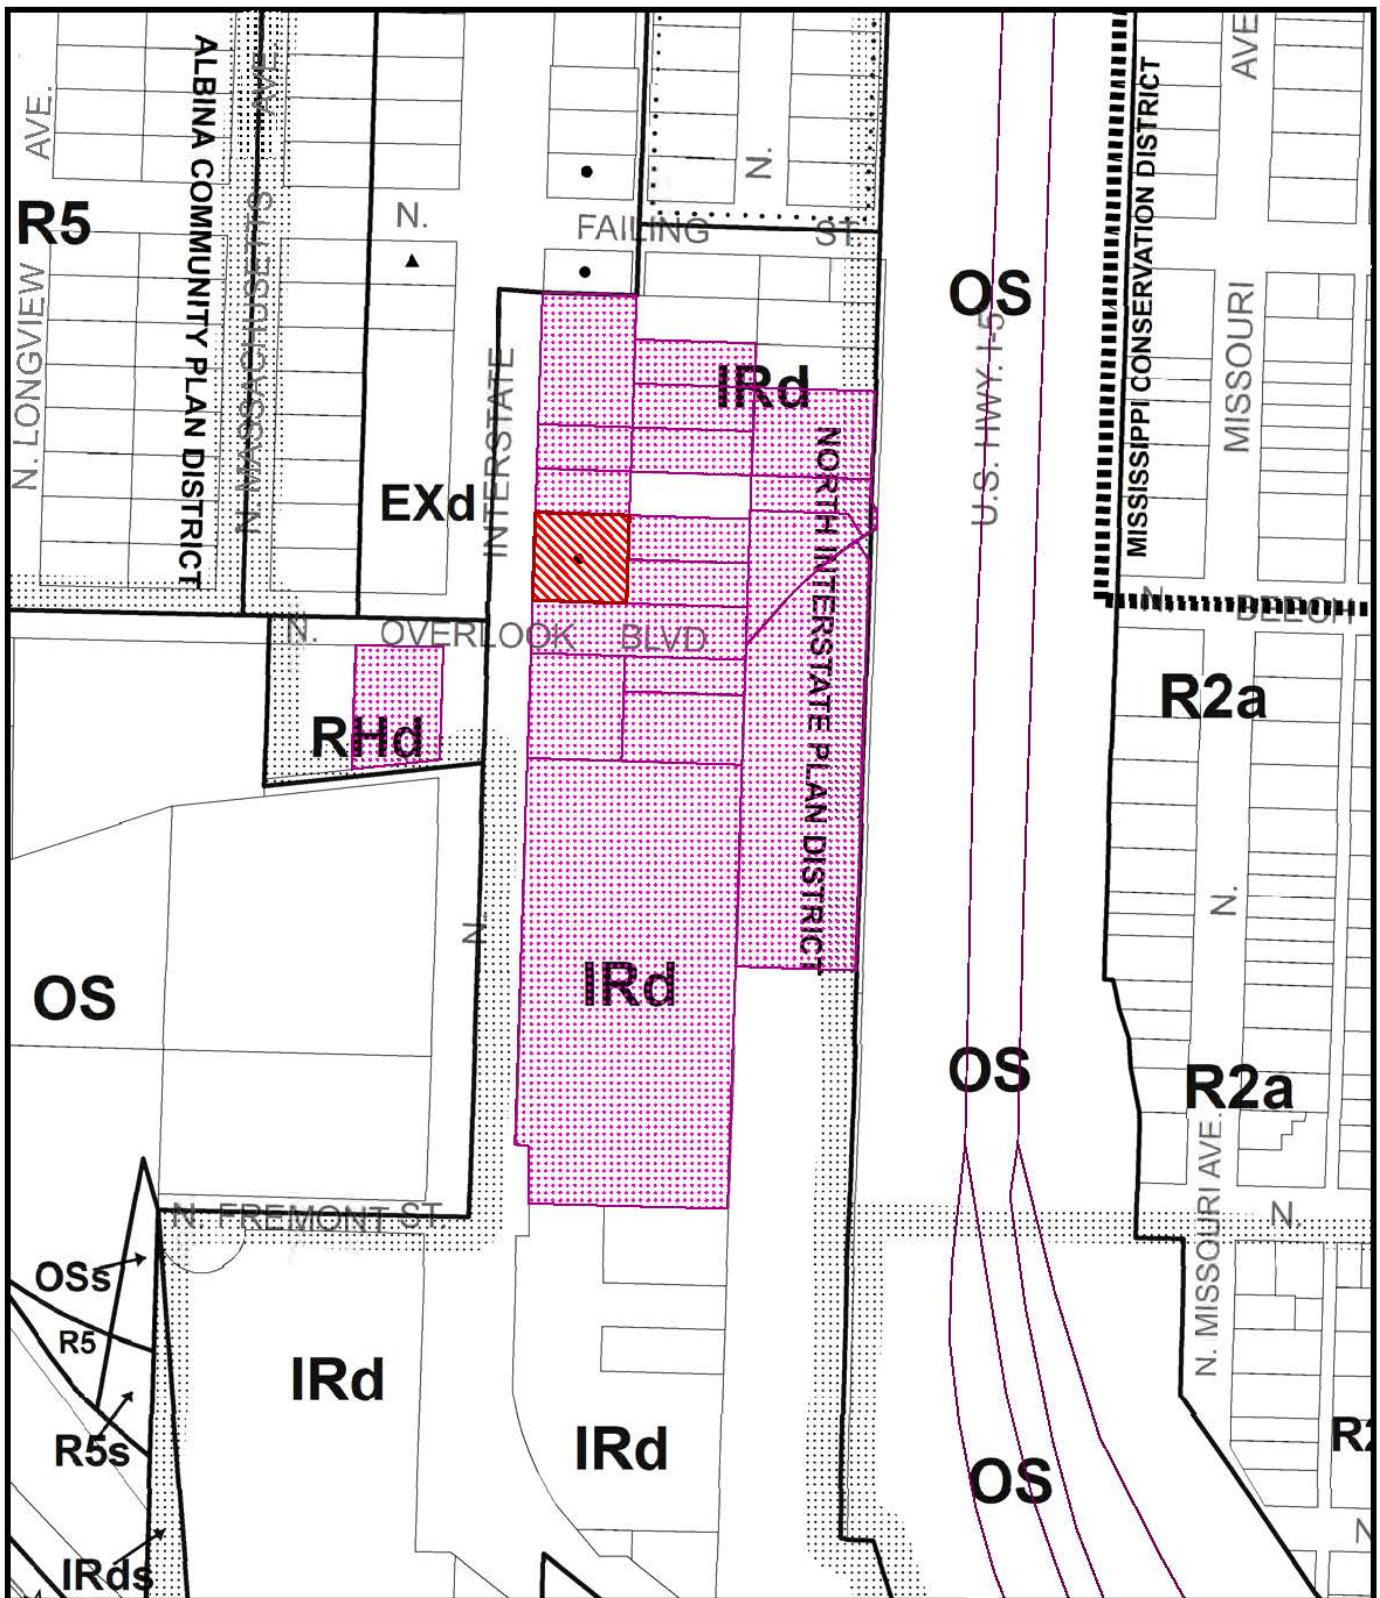 AVE.
ALBINA COMMUNITY PLAN DISTRICT
AVE.
N.
AVE
MISSISSIPPI CONSERVATION DISTRICT
R5
N.
FAILING
ST.
N. LONGVIEW
N. MASSACHUSETTS
OS
U.S. HWY. I-5
MISSOURI
INTERSTATE
IRd
NORTH INTERSTATE PLAN DISTRICT
EXd
N.
BEECH
N.
OVERLOOK
BLVD
R2a
RHd
N.
N.
OS
IRd
OS
R2a
N. FREMONT ST.
N. MISSOURI AVE.
N.
OSs
R5
IRd
R5s
IRd
OS
R2
N
IRds